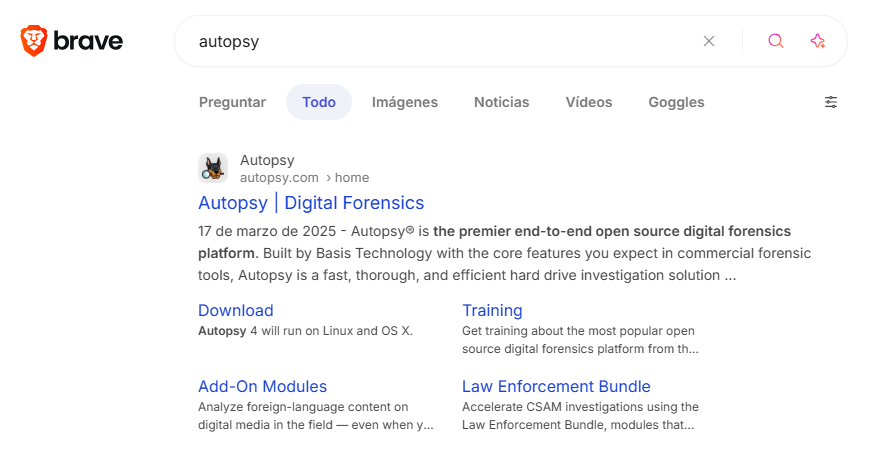 brave
autopsy
Preguntar Todo Imágenes Noticias Vídeos Goggles
Autopsy
autopsy.com › home
Autopsy | Digital Forensics
17 de marzo de 2025 - Autopsy® is the premier end-to-end open source digital forensics
platform. Built by Basis Technology with the core features you expect in commercial forensic
tools, Autopsy is a fast, thorough, and efficient hard drive investigation solution ...
Download
Autopsy 4 will run on Linux and OS X.
Training
Get training about the most popular open
source digital forensics platform from th...
Add-On Modules
Analyze foreign-language content on
digital media in the field — even when y...
Law Enforcement Bundle
Accelerate CSAM investigations using the
Law Enforcement Bundle, modules that...